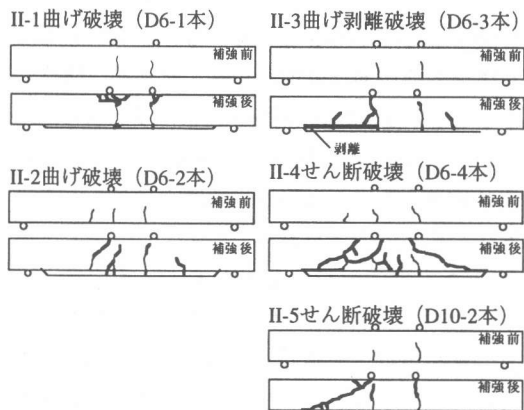 II-1曲げ破壊（D6-1本）
補強前
補強後
II-2曲げ破壊（D6-2本）
補強前
補強後
II-3曲げ剥離破壊（D6-3本）
補強前
補強後
剥離
II-4せん断破壊（D6-4本）
補強前
補強後
II-5せん断破壊（D10-2本）
補強前
補強後